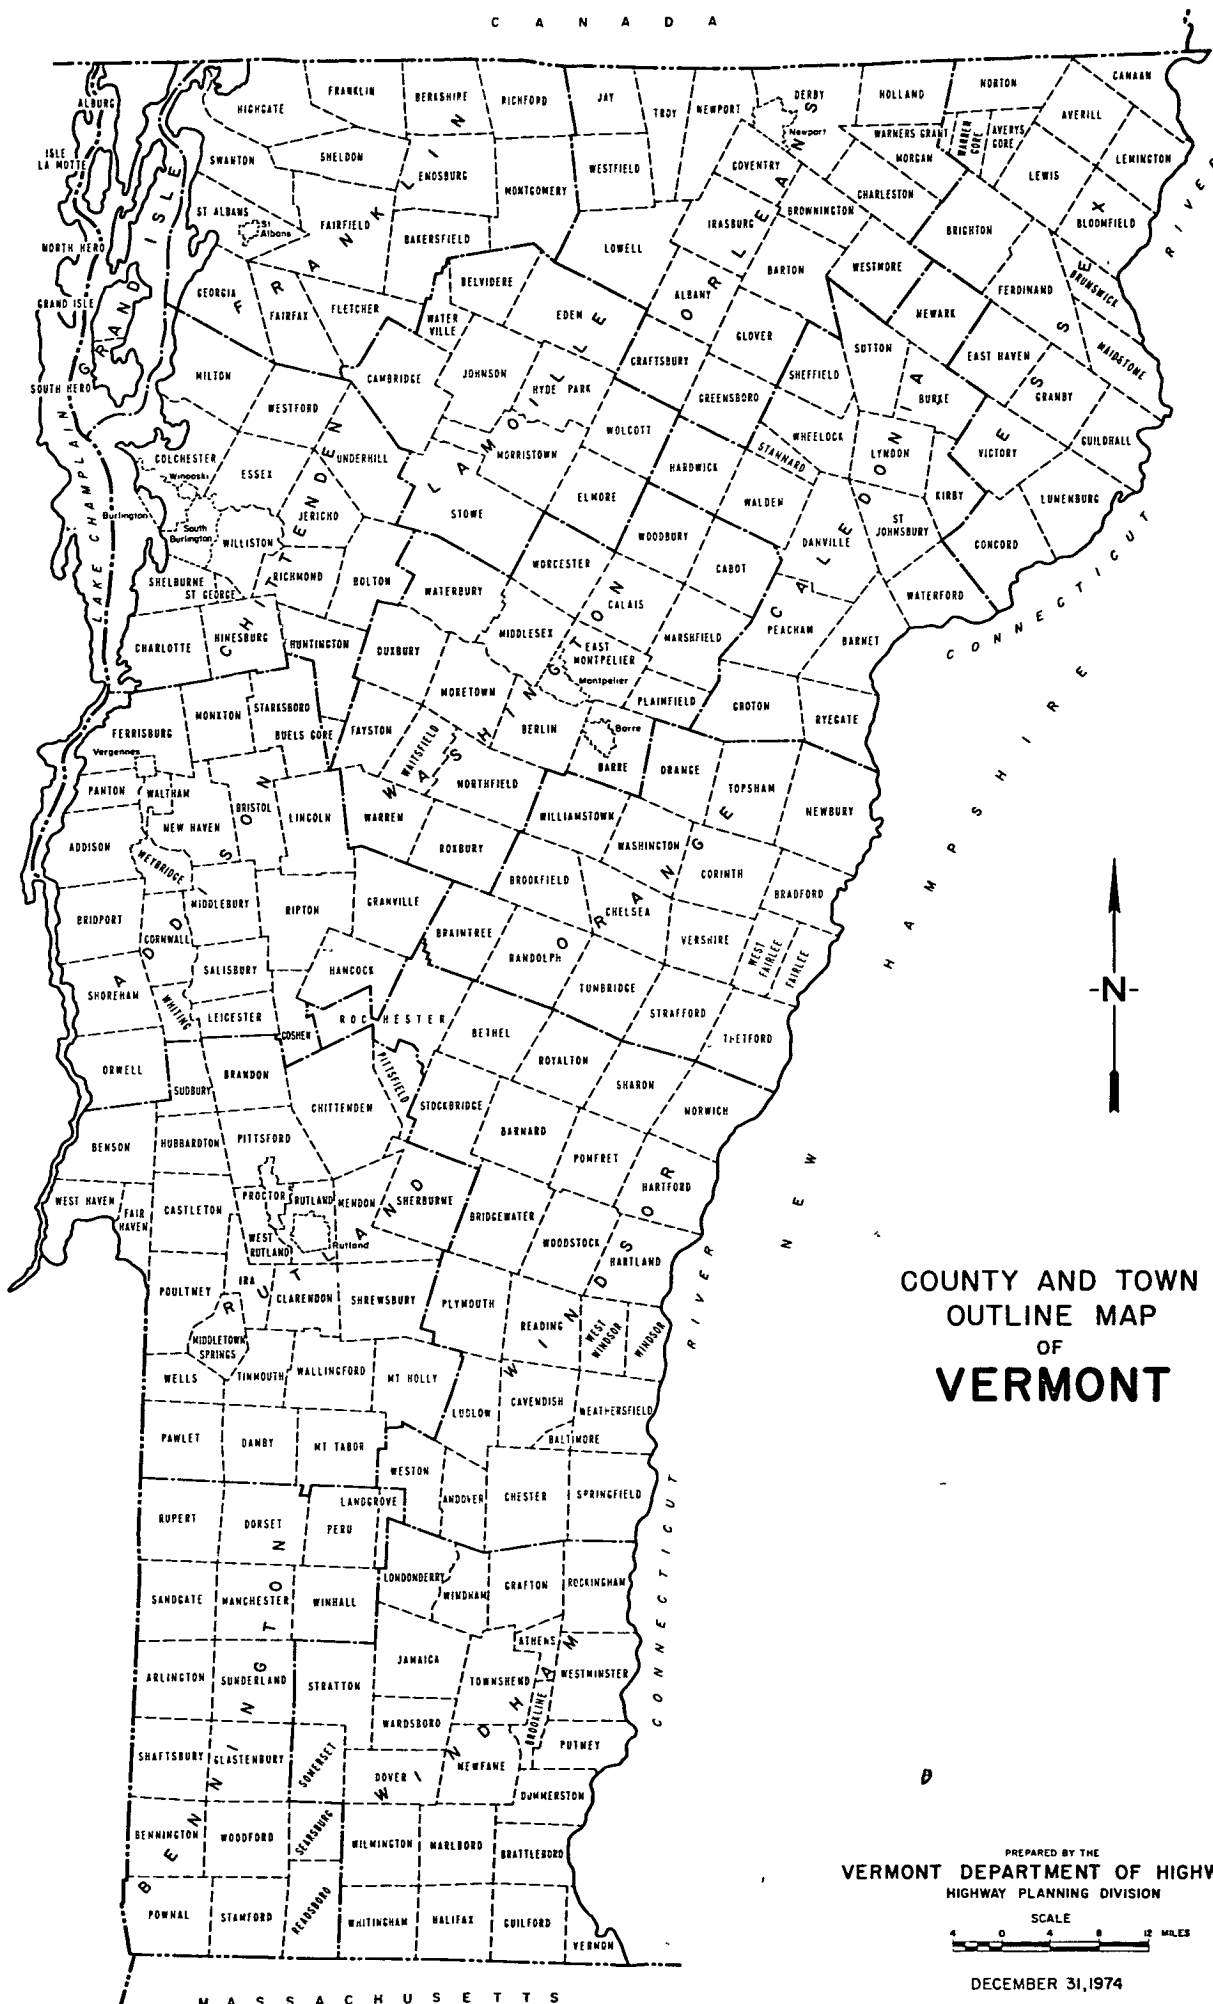 CANADA
ALBURG
HIGHGATE
FRANKLIN
BERKSHIRE
RICHFORD
JAY
TROY
NEWPORT
DERBY
Newport
HOLLAND
NORTON
CANAAN
AVERILL
WARNERS GRANT
WARREN GORE
AVERYS GORE
LEMINGTON
ISLE LA MOTTE
SWANTON
SHELDON
ENOSBURG
MONTGOMERY
WESTFIELD
COVENTRY
MORGAN
CHARLESTON
LEWIS
BLOOMFIELD
ST ALBANS
St Albans
FAIRFIELD
BAKERSFIELD
LOWELL
IRASBURG
BROWNINGTON
BRIGHTON
NORTH HERO
BELVIDERE
BARTON
WESTMORE
BRUNSWICK
GRAND ISLE
GEORGIA
FAIRFAX
FLETCHER
WATER VILLE
EDEN
ALBANY
GLOVER
NEWARK
FERDINAND
MAIDSTONE
SOUTH HERO
MILTON
CAMBRIDGE
JOHNSON
HYDE PARK
CRAFTSBURY
GREENSBORO
SHEFFIELD
SUTTON
BURKE
EAST HAVEN
GRANBY
WESTFORD
UNDERHILL
MORRISTOWN
WOLCOTT
HARDWICK
STANNARD
WHEELOCK
LYNDON
VICTORY
GUILDHALL
COLCHESTER
Winooski
ESSEX
JERICHO
STOWE
ELMORE
WOODBURY
WALDEN
DANVILLE
ST JOHNSBURY
KIRBY
LUNENBURG
CONCORD
Burlington
South Burlington
WILLISTON
SHELBURNE
ST GEORGE
RICHMOND
BOLTON
WATERBURY
WORCESTER
CALAIS
CABOT
PEACHAM
BARNET
WATERFORD
CHARLOTTE
HINESBURG
HUNTINGTON
DUXBURY
MIDDLESEX
EAST MONTPELIER
Montpelier
MARSHFIELD
PLAINFIELD
GROTON
RYEGATE
FERRISBURG
MONKTON
STARKSBORO
BUELS GORE
FAYSTON
MORETOWN
WAITSFIELD
BERLIN
Barre
BARRE
ORANGE
TOPSHAM
NEWBURY
Vergennes
PANTON
WALTHAM
NEW HAVEN
BRISTOL
LINCOLN
WARREN
NORTHFIELD
WILLIAMSTOWN
WASHINGTON
CORINTH
BRADFORD
ADDISON
WEYBRIDGE
MIDDLEBURY
RIPTON
GRANVILLE
ROXBURY
BROOKFIELD
CHELSEA
VERSHIRE
WEST FAIRLEE
FAIRLEE
BRIDPORT
CORNWALL
SALISBURY
HANCOCK
BRAINTREE
RANDOLPH
TUNBRIDGE
STRAFFORD
THETFORD
SHOREHAM
WHITING
LEICESTER
GOSHEN
ROCHESTER
BETHEL
ROYALTON
SHARON
NORWICH
ORWELL
SUDBURY
BRANDON
CHITTENDEN
PITTSFIELD
STOCKBRIDGE
BARNARD
POMFRET
HARTFORD
BENSON
HUBBARDTON
PITTSFORD
WEST HAVEN
FAIR HAVEN
CASTLETON
PROCTOR
RUTLAND
Rutland
WEST RUTLAND
MENDON
SHERBURNE
BRIDGEWATER
WOODSTOCK
HARTLAND
POULTNEY
IRA
CLARENDON
SHREWSBURY
PLYMOUTH
READING
WEST WINDSOR
WINDSOR
MIDDLETOWN SPRINGS
WELLS
TINMOUTH
WALLINGFORD
MT HOLLY
LUDLOW
CAVENDISH
WEATHERSFIELD
BALTIMORE
PAWLET
DANBY
MT TABOR
WESTON
ANDOVER
CHESTER
SPRINGFIELD
RUPERT
DORSET
LANDGROVE
PERU
LONDONDERRY
WINDHAM
GRAFTON
ROCKINGHAM
SANDGATE
MANCHESTER
WINHALL
JAMAICA
ATHENS
TOWNSHEND
BROOKLINE
WESTMINSTER
ARLINGTON
SUNDERLAND
STRATTON
WARDSBORO
SHAFTSBURY
GLASTENBURY
SOMERSET
DOVER
NEWFANE
PUTNEY
DUMMERSTON
BENNINGTON
WOODFORD
SEARSBURG
WILMINGTON
MARLBORO
BRATTLEBORO
POWNAL
STAMFORD
READSBORO
WHITINGHAM
HALIFAX
GUILFORD
VERNON
MASSACHUSETTS
GRAND ISLE
FRANKLIN
ORLEANS
ESSEX
LAMOILLE
CHITTENDEN
CALEDONIA
WASHINGTON
ADDISON
ORANGE
RUTLAND
WINDSOR
BENNINGTON
WINDHAM
LAKE CHAMPLAIN
CONNECTICUT
RIVER
NEW HAMPSHIRE
CONNECTICUT
RIVER
-N-
COUNTY AND TOWN
OUTLINE MAP
OF
VERMONT
PREPARED BY THE
VERMONT DEPARTMENT OF HIGHW
HIGHWAY PLANNING DIVISION
SCALE
4 0 4 8 12 MILES
DECEMBER 31, 1974